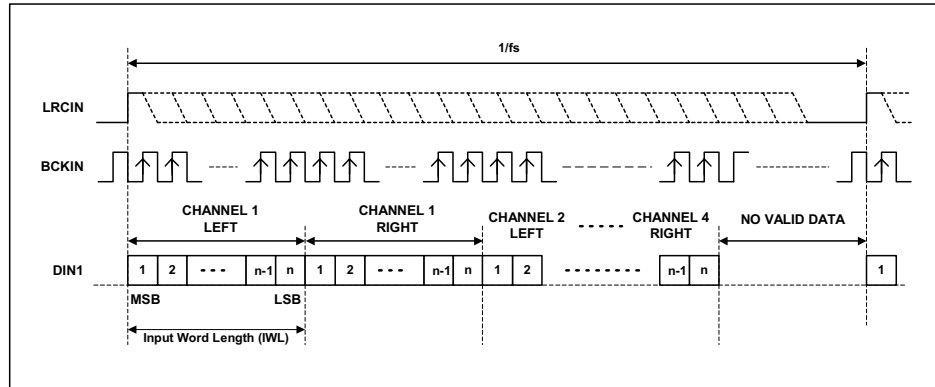 1/fs
LRCIN
BCKIN
CHANNEL 1
LEFT
CHANNEL 1
RIGHT
CHANNEL 2
LEFT
CHANNEL 4
RIGHT
NO VALID DATA
DIN1
1 2 n-1 n 1 2 n-1 n 1 2 n-1 n 1
MSB LSB
Input Word Length (IWL)